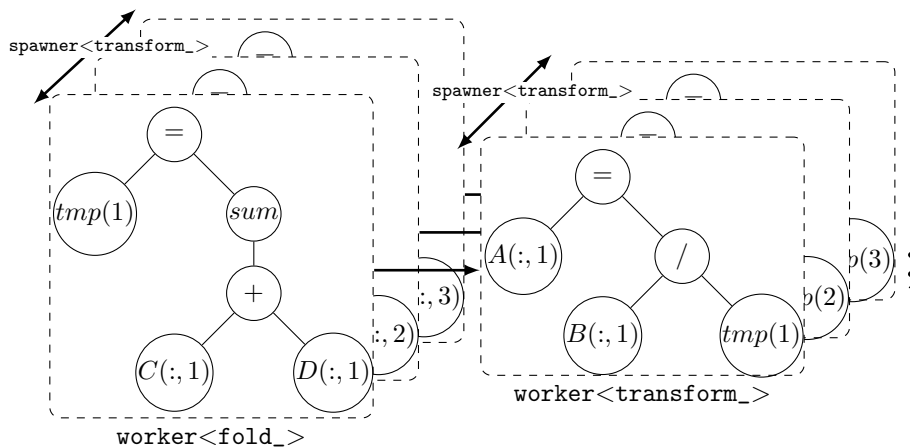 spawner<transform_>
=
tmp(1)
sum
+
C(:, 1)
D(:, 1)
:, 2)
:, 3)
worker<fold_>
spawner<transform_>
=
A(:, 1)
/
B(:, 1)
tmp(1)
p(2)
p(3)
;
worker<transform_>